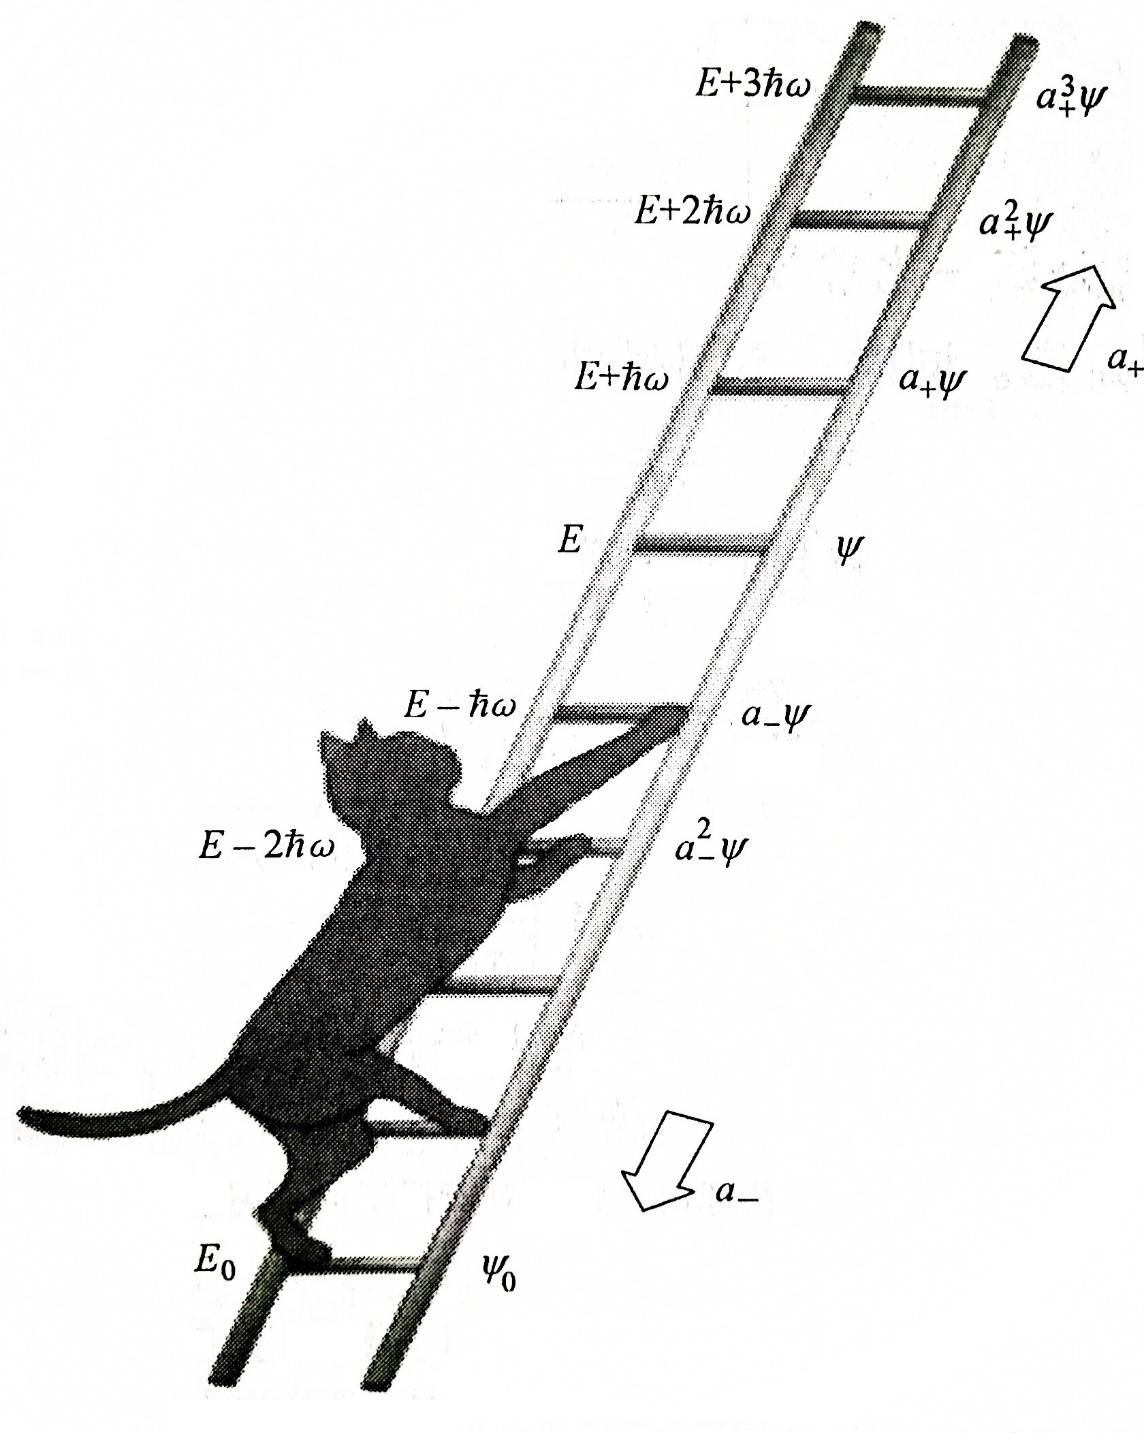 E+3ħω a₊³ψ
E+2ħω a₊²ψ
a₊
E+ħω a₊ψ
E ψ
E – ħω a₋ψ
E – 2ħω a₋²ψ
a₋
E₀ ψ₀